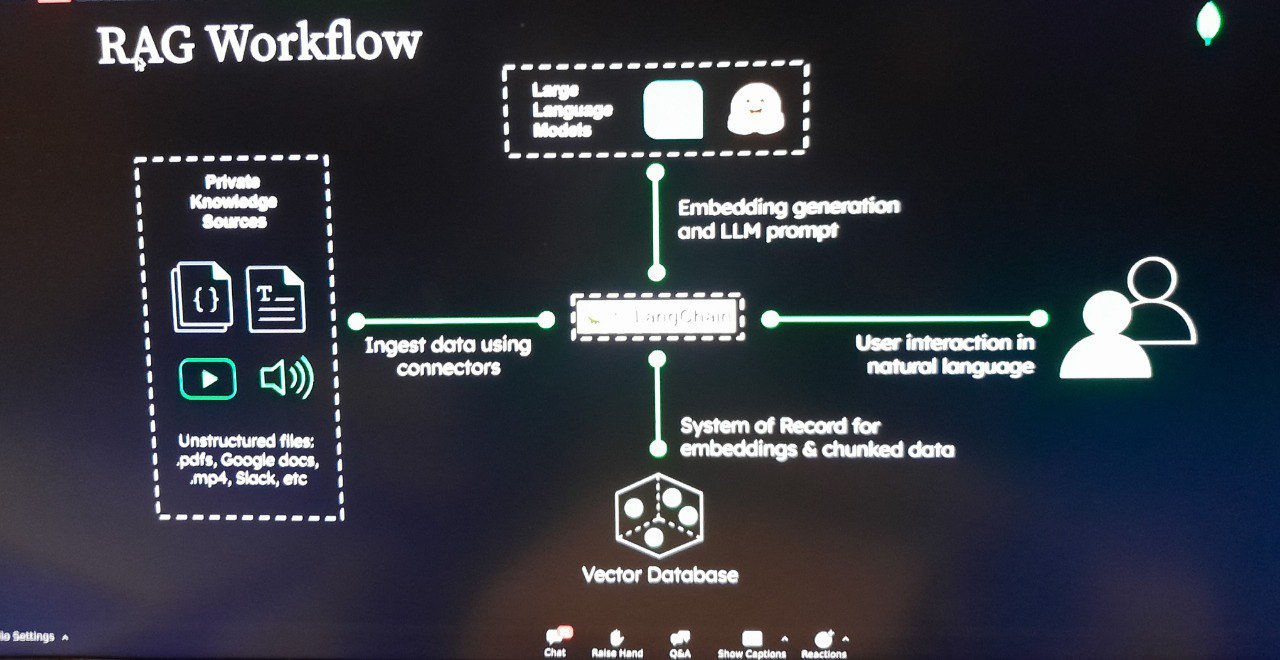 RAG Workflow
Large
Language
Models
Private
Knowledge
Sources
Embedding generation
and LLM prompt
LangChain
Ingest data using
connectors
User interaction in
natural language
Unstructured files:
.pdfs, Google docs,
.mp4, Slack, etc
System of Record for
embeddings & chunked data
Vector Database
Settings
Chat
Raise Hand
Q&A
Show Captions
Reactions